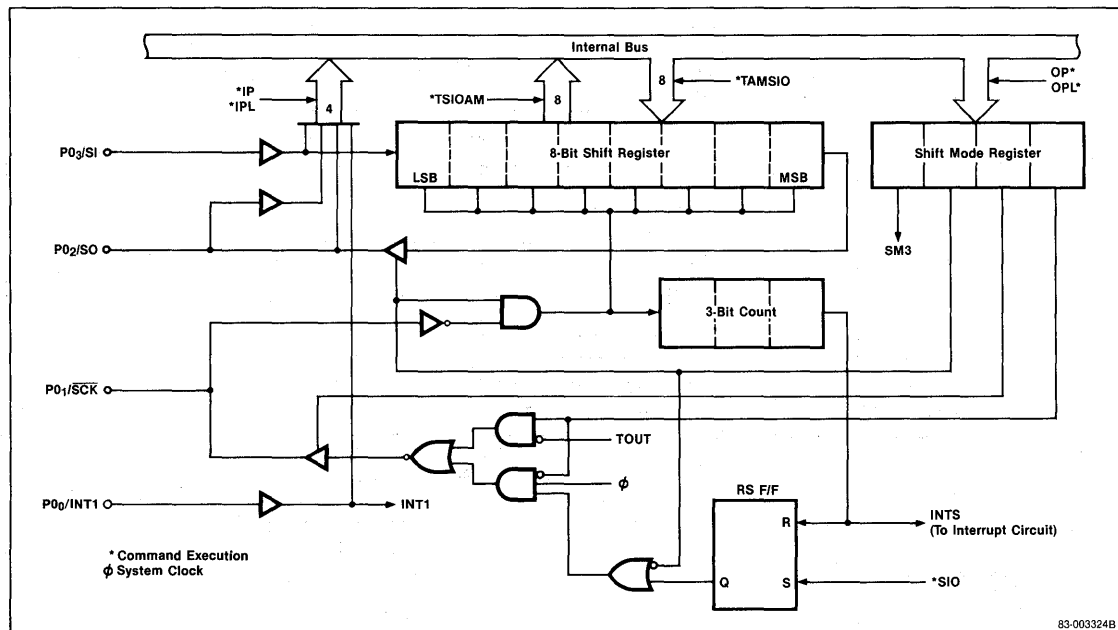 Internal Bus
*IP
*IPL
4
*TSIOAM
8
8
*TAMSIO
OP*
OPL*
P0₃/SI
8-Bit Shift Register
LSB
MSB
Shift Mode Register
P0₂/SO
SM3
3-Bit Count
P0₁/S̅C̅K̅
TOUT
ϕ
P0₀/INT1
INT1
RS F/F
R
INTS
(To Interrupt Circuit)
Q
S
*SIO
* Command Execution
ϕ System Clock
83-003324B